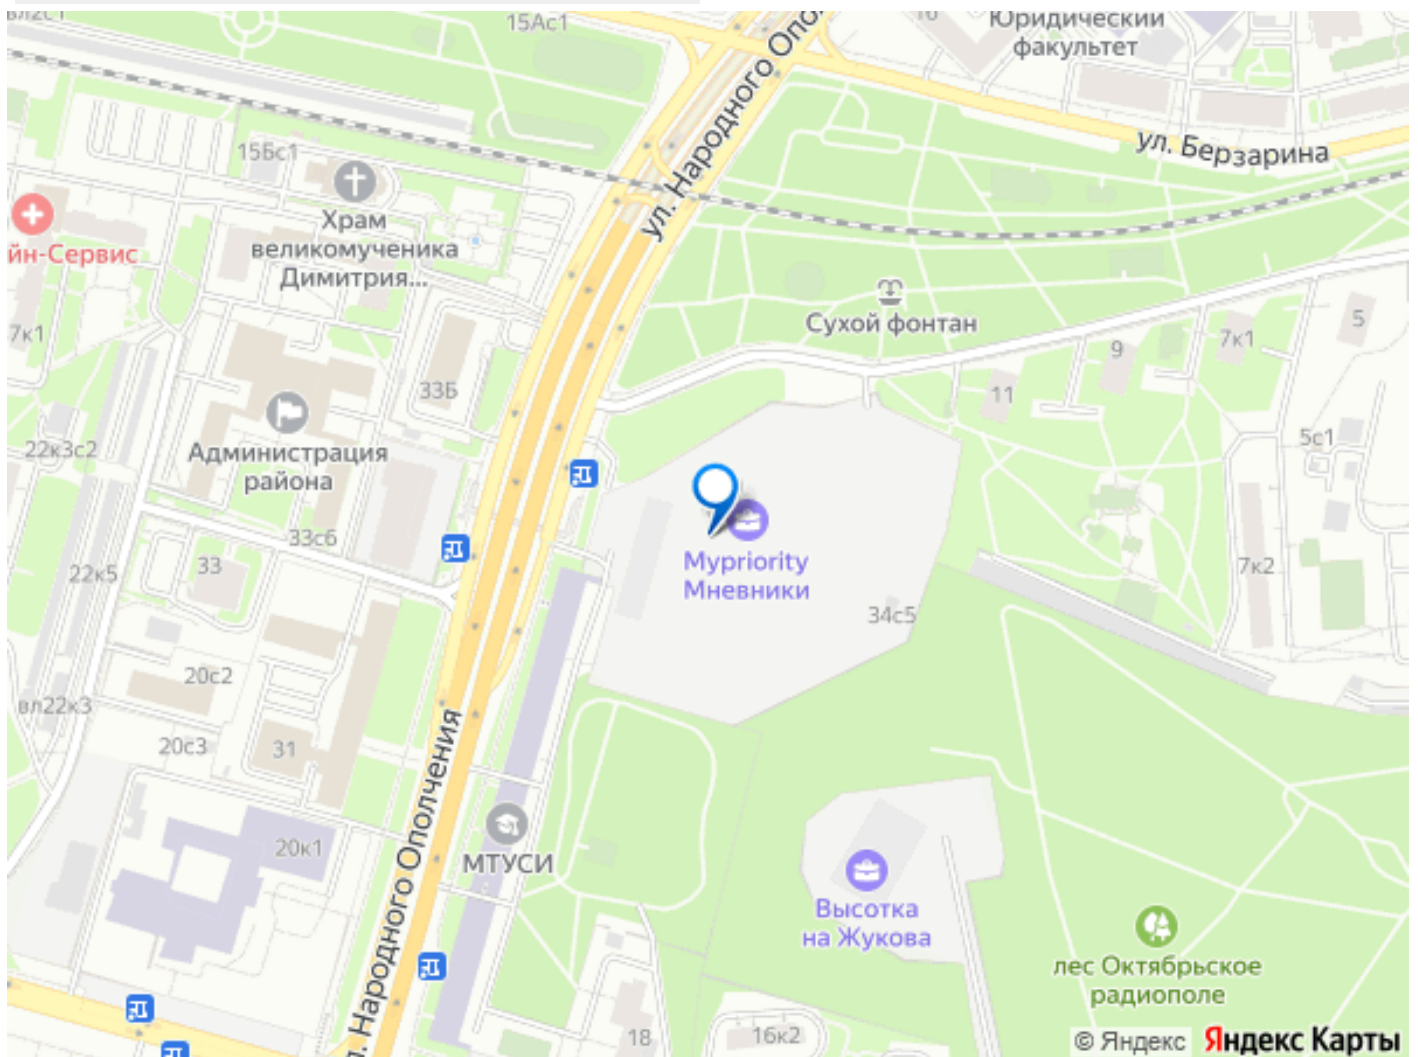 15Ас1
Юридический
факультет
ул. Народного Опол
ул. Берзарина
15Бс1
Храм
великомученика
Димитрия...
йн-Сервис
7к1
Сухой фонтан
5
7к1
9
11
33Б
Администрация
района
22к3с2
5с1
33с6
33
22к5
Mypriority
Мневники
7к2
34с5
20с2
вл22к3
20с3
31
ул. Народного Ополчения
20к1
МТУСИ
Высотка
на Жукова
лес Октябрьское
радиополе
18
16к2
© Яндекс Яндекс Карты